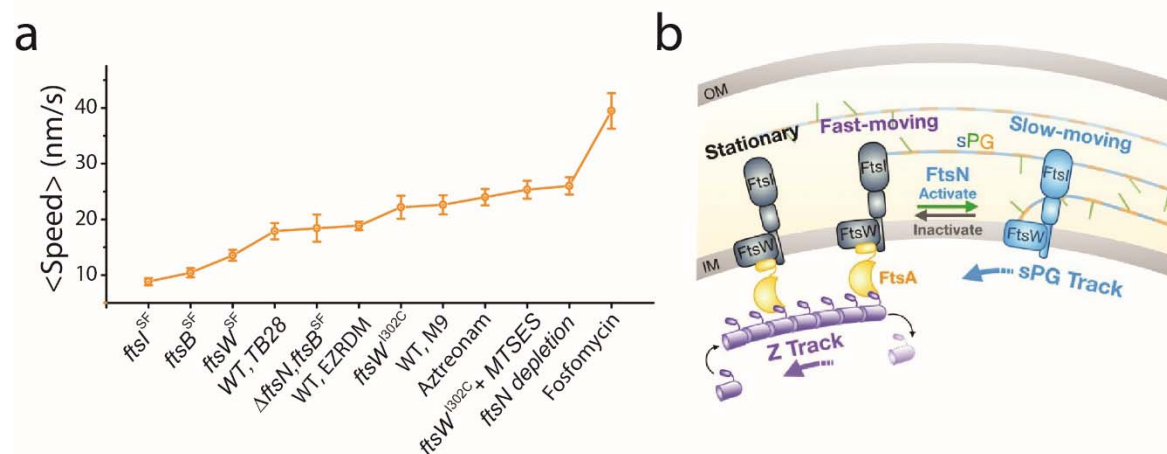 a
<Speed> (nm/s)
40
30
20
10
ftsI^SF
ftsB^SF
ftsW^SF
WT, TB28
ΔftsN,ftsB^SF
WT, EZRDM
ftsW^I302C
WT, M9
Aztreonam
ftsW^I302C + MTSES
ftsN depletion
Fosfomycin
b
OM
Stationary
Fast-moving
Slow-moving
sPG
FtsI
FtsI
FtsI
FtsN
Activate
Inactivate
FtsW
FtsW
FtsW
IM
FtsA
sPG Track
Z Track